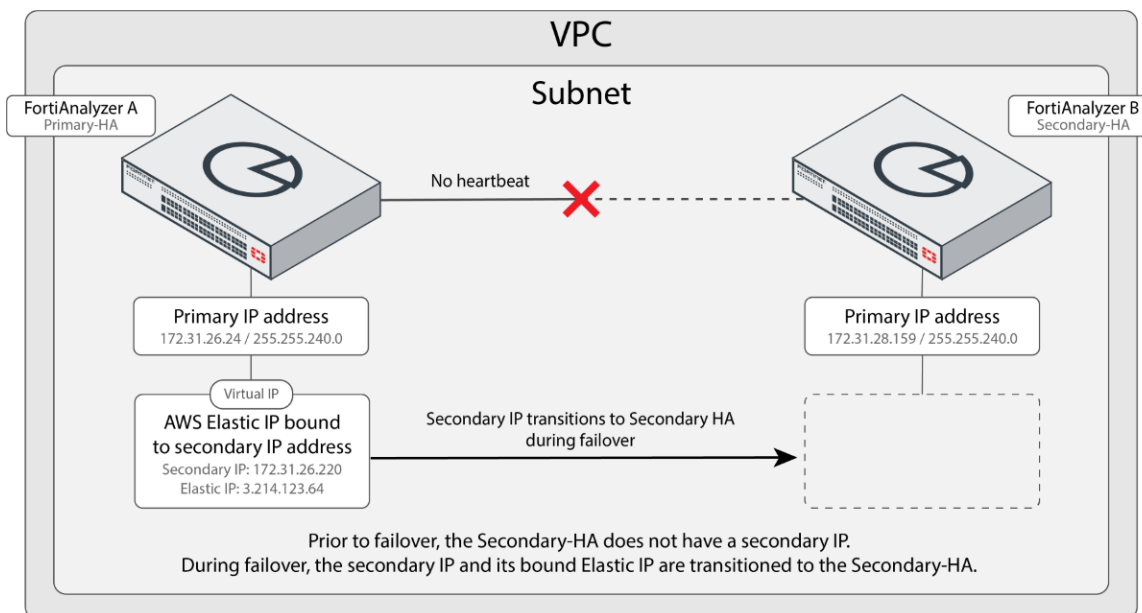 VPC
Subnet
FortiAnalyzer A
Primary-HA
FortiAnalyzer B
Secondary-HA
No heartbeat
Primary IP address
172.31.26.24 / 255.255.240.0
Primary IP address
172.31.28.159 / 255.255.240.0
Virtual IP
AWS Elastic IP bound
to secondary IP address
Secondary IP: 172.31.26.220
Elastic IP: 3.214.123.64
Secondary IP transitions to Secondary HA
during failover
Prior to failover, the Secondary-HA does not have a secondary IP.
During failover, the secondary IP and its bound Elastic IP are transitioned to the Secondary-HA.